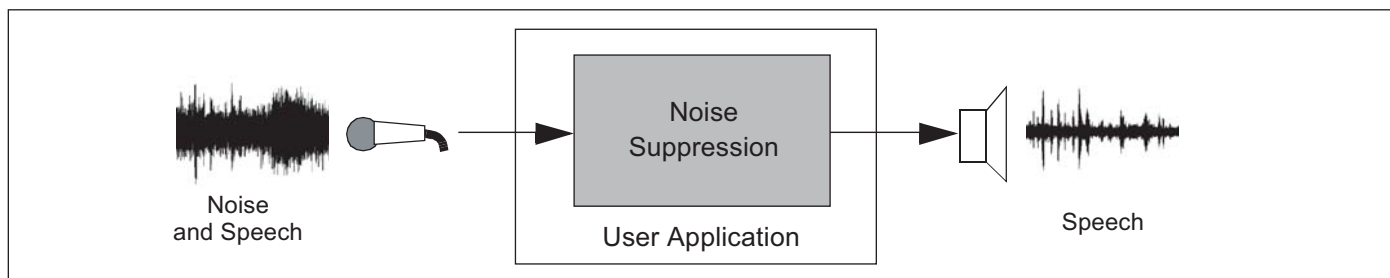 Noise
and Speech
Noise
Suppression
User Application
Speech